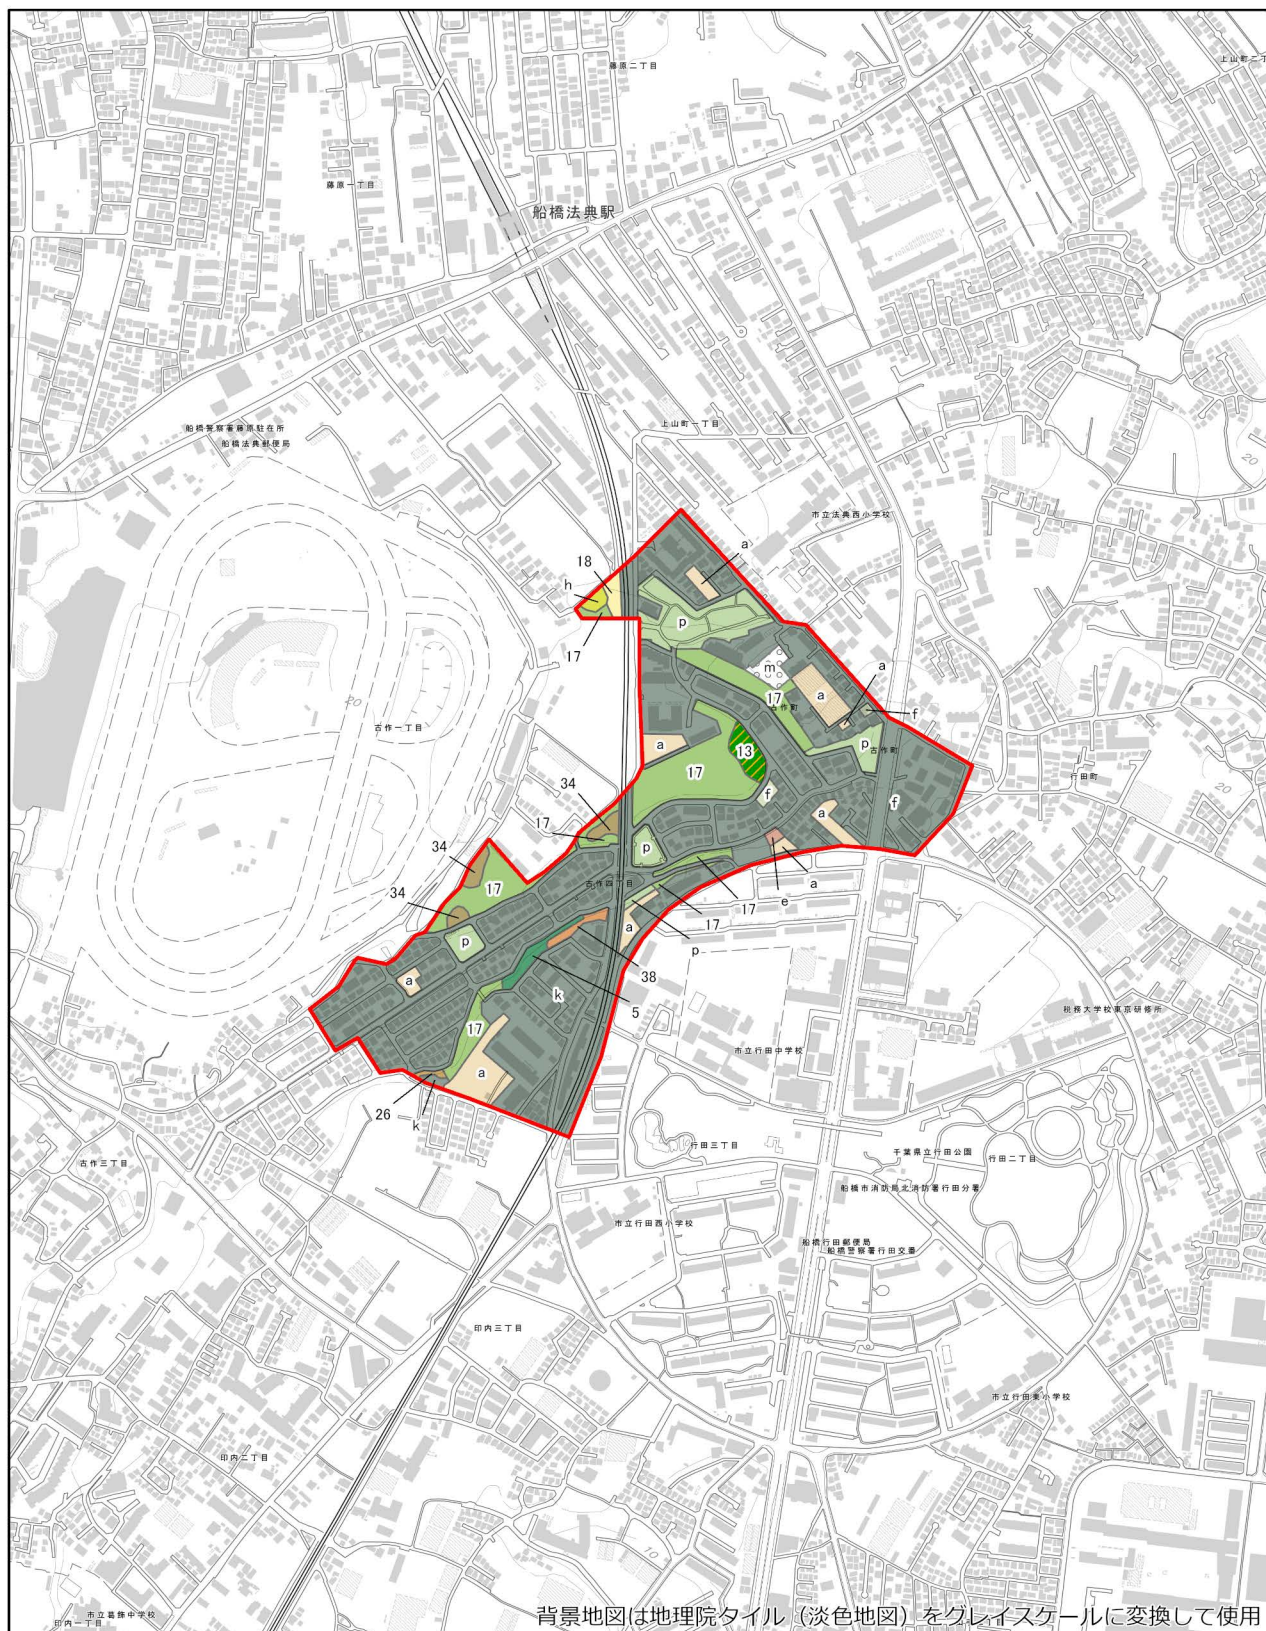 藤原二丁目
上山町二丁
藤原一丁目
船橋法典駅
船橋警察署藤原駐在所
船橋法典郵便局
上山町一丁目
20
市立法典西小学校
18
a
h
p
17
m
a
20
17
a
古作町
f
古作一丁目
a
13
p
古作町
17
行田町
34
f
f
20
17
a
p
34
17
17
古作四丁目
a
34
e
17
17
a
p
p
38
a
k
5
税務大学校東京研修所
17
市立行田中学校
a
26
k
行田三丁目
千葉県立行田公園
行田二丁目
古作三丁目
船橋市消防局北消防署行田分署
市立行田西小学校
船橋行田郵便局
船橋警察署行田交番
印内三丁目
市立行田東小学校
印内二丁目
10
市立葛飾中学校
印内一丁目
背景地図は地理院タイル（淡色地図）をグレイスケールに変換して使用